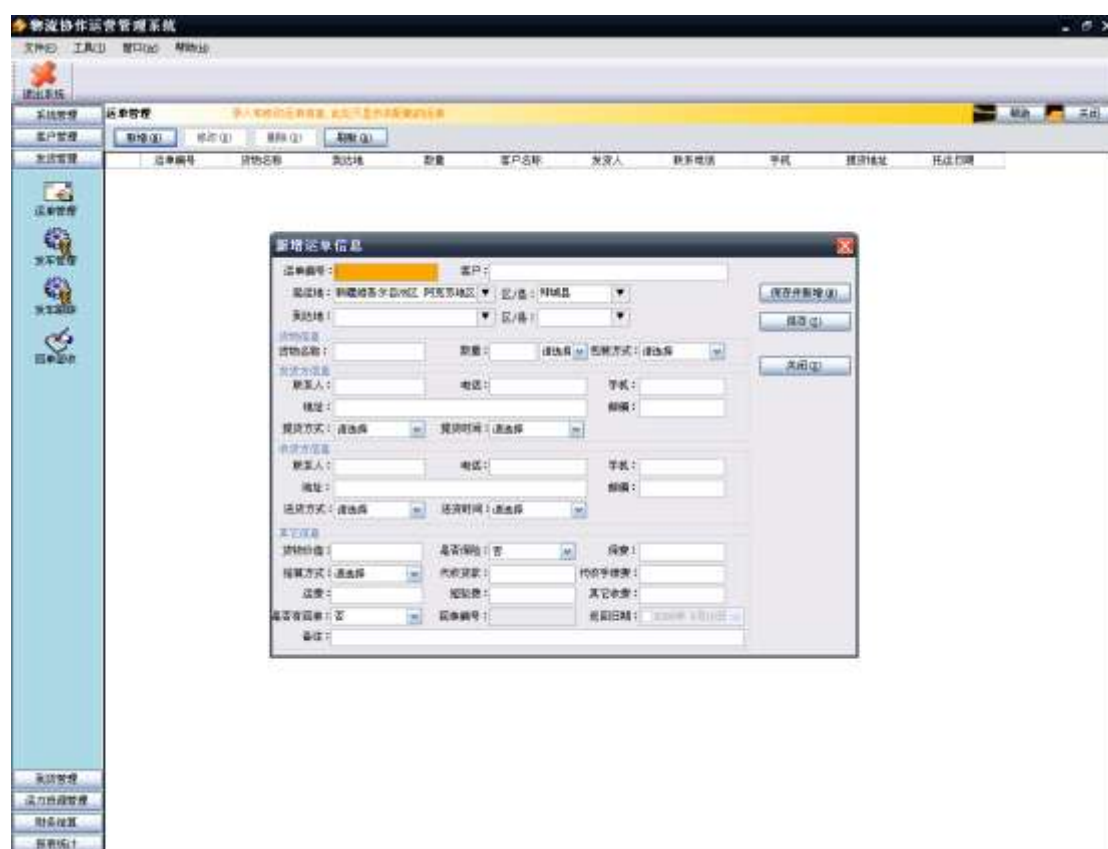 物流协作运营管理系统
文件(F) 工具(T) 窗口(W) 帮助(H)
退出系统
系统管理
客户管理
发货管理
运单管理
发车管理
发车跟踪
回单签收
到货管理
运力资源管理
财务结算
报表统计
运单管理
帮助 关闭
新增(A) 修改(E) 删除(D) 刷新(R)
运单编号 货物名称 到达地 数量 客户名称 发货人 联系电话 手机 提货地址 托运日期
新增运单信息
运单编号: 客户:
起运地: 新疆维吾尔自治区 阿克苏地区 区/县: 拜城县
到达地: 区/县:
货物信息
货物名称: 数量: 请选择 包装方式: 请选择
发货方信息
联系人: 电话: 手机:
地址: 邮编:
提货方式: 请选择 提货时间: 请选择
收货方信息
联系人: 电话: 手机:
地址: 邮编:
送货方式: 请选择 送货时间: 请选择
其它信息
货物价值: 是否保险: 否 保费:
结算方式: 请选择 代收货款: 代收手续费:
运费: 短驳费: 其它收费:
是否有回单: 否 回单编号: 返回日期:
备注:
保存并新增(A)
保存(S)
关闭(X)